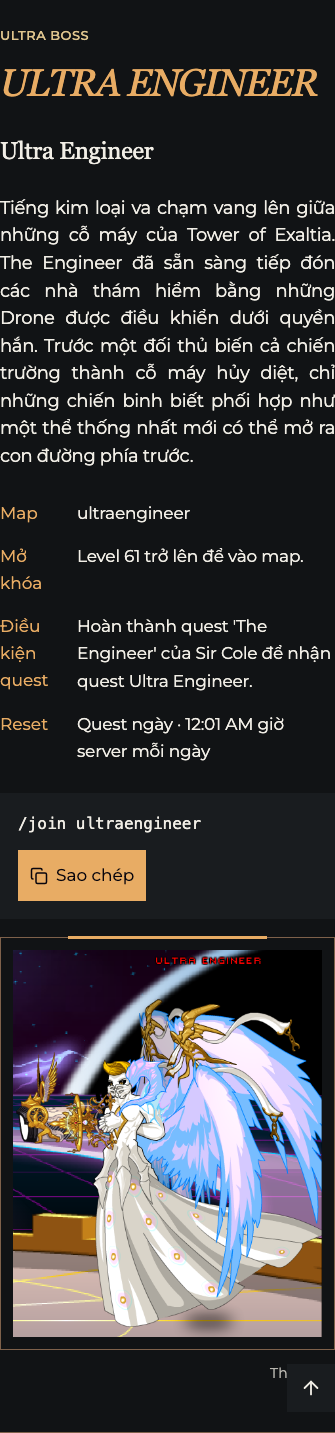 ULTRA BOSS
ULTRA ENGINEER
Ultra Engineer
Tiếng kim loại va chạm vang lên giữa
những cỗ máy của Tower of Exaltia.
The Engineer đã sẵn sàng tiếp đón
các nhà thám hiểm bằng những
Drone được điều khiển dưới quyền
hắn. Trước một đối thủ biến cả chiến
trường thành cỗ máy hủy diệt, chỉ
những chiến binh biết phối hợp như
một thể thống nhất mới có thể mở ra
con đường phía trước.
Map
ultraengineer
Mở
khóa
Level 61 trở lên để vào map.
Điều
kiện
quest
Hoàn thành quest 'The
Engineer' của Sir Cole để nhận
quest Ultra Engineer.
Reset
Quest ngày · 12:01 AM giờ
server mỗi ngày
/join ultraengineer
Sao chép
ULTRA ENGINEER